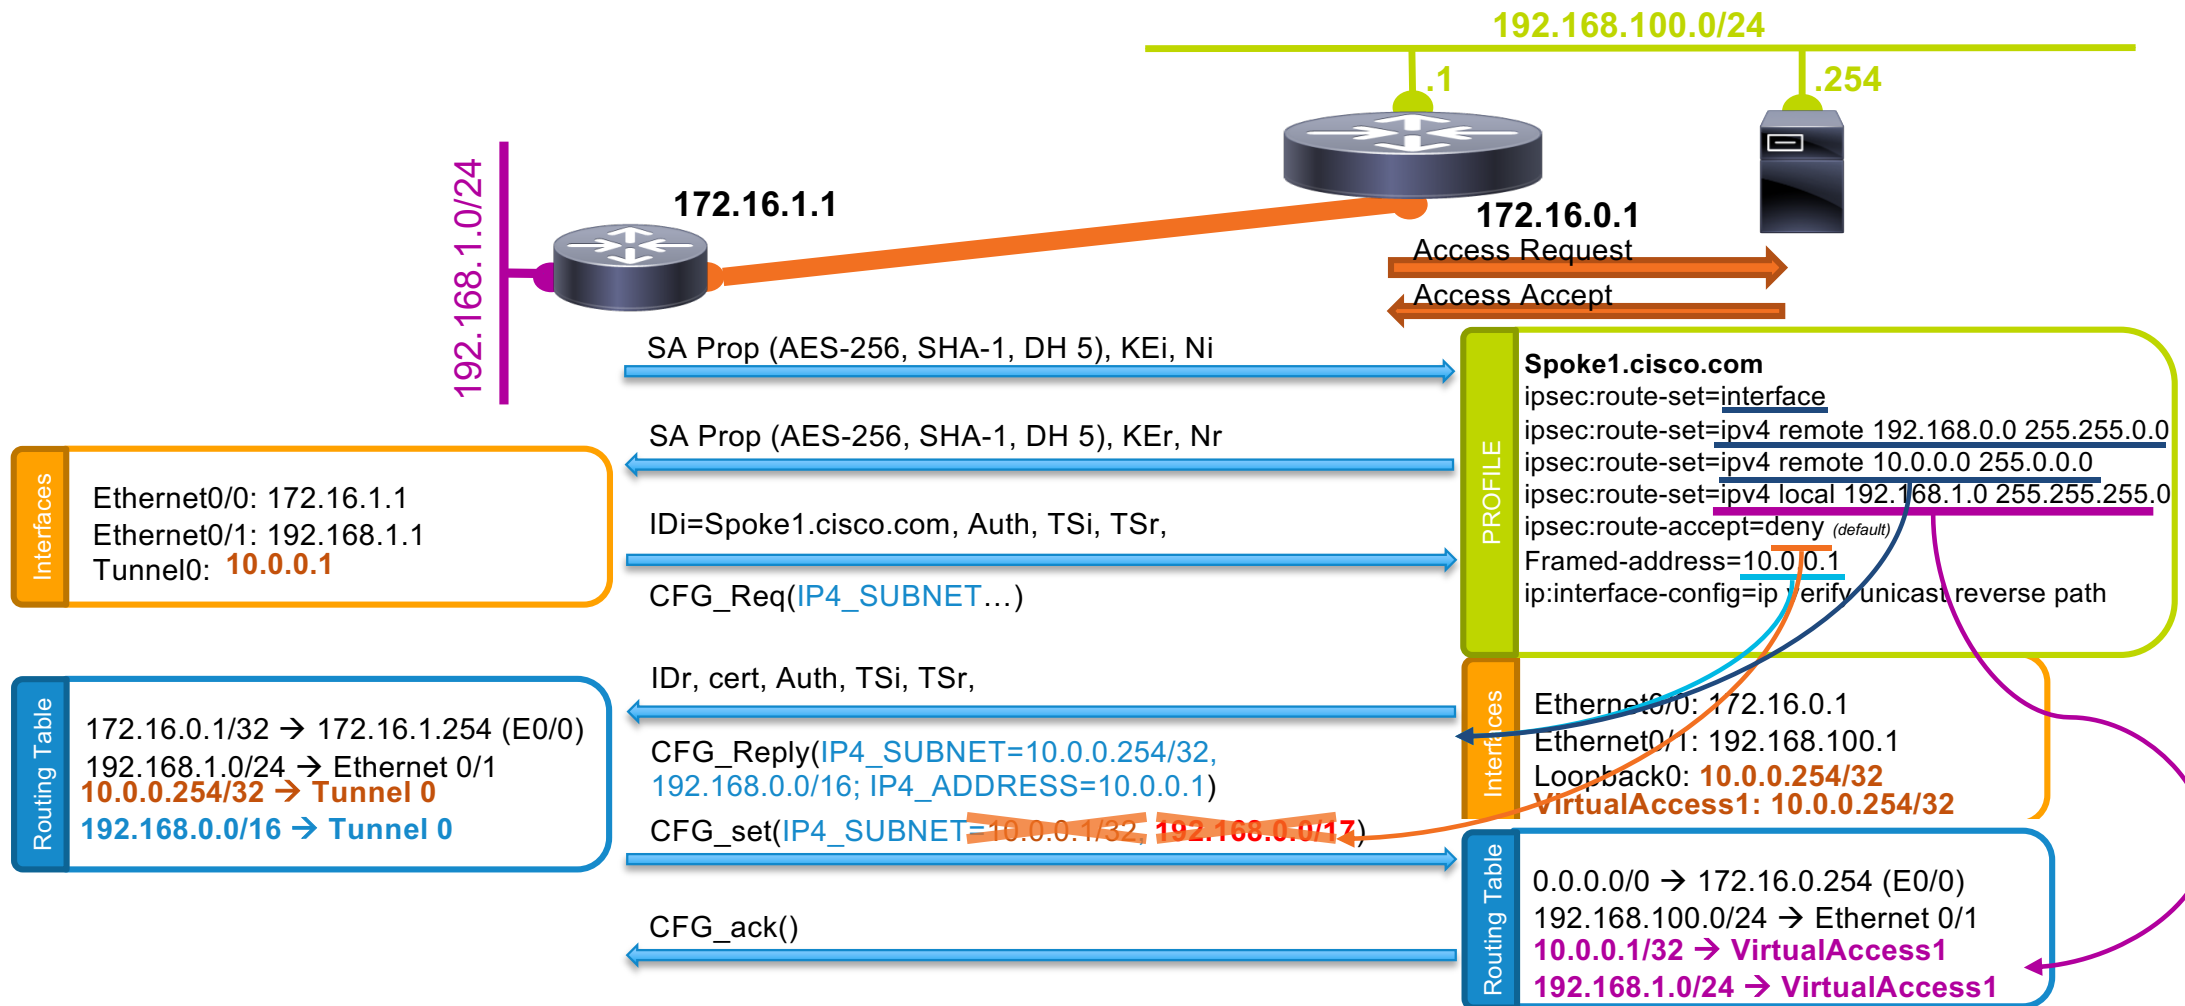 192.168.100.0/24
.1
.254
192.168.1.0/24
172.16.1.1
172.16.0.1
Access Request
Access Accept
SA Prop (AES-256, SHA-1, DH 5), KEi, Ni
SA Prop (AES-256, SHA-1, DH 5), KEr, Nr
IDi=Spoke1.cisco.com, Auth, TSi, TSr,
CFG_Req(IP4_SUBNET…)
IDr, cert, Auth, TSi, TSr,
CFG_Reply(IP4_SUBNET=10.0.0.254/32,
192.168.0.0/16; IP4_ADDRESS=10.0.0.1)
CFG_set(IP4_SUBNET=10.0.0.1/32, 192.168.0.0/17)
CFG_ack()
Interfaces
Ethernet0/0: 172.16.1.1
Ethernet0/1: 192.168.1.1
Tunnel0: 10.0.0.1
Routing Table
172.16.0.1/32 → 172.16.1.254 (E0/0)
192.168.1.0/24 → Ethernet 0/1
10.0.0.254/32 → Tunnel 0
192.168.0.0/16 → Tunnel 0
PROFILE
Spoke1.cisco.com
ipsec:route-set=interface
ipsec:route-set=ipv4 remote 192.168.0.0 255.255.0.0
ipsec:route-set=ipv4 remote 10.0.0.0 255.0.0.0
ipsec:route-set=ipv4 local 192.168.1.0 255.255.255.0
ipsec:route-accept=deny (default)
Framed-address=10.0.0.1
ip:interface-config=ip verify unicast reverse path
Interfaces
Ethernet0/0: 172.16.0.1
Ethernet0/1: 192.168.100.1
Loopback0: 10.0.0.254/32
VirtualAccess1: 10.0.0.254/32
Routing Table
0.0.0.0/0 → 172.16.0.254 (E0/0)
192.168.100.0/24 → Ethernet 0/1
10.0.0.1/32 → VirtualAccess1
192.168.1.0/24 → VirtualAccess1